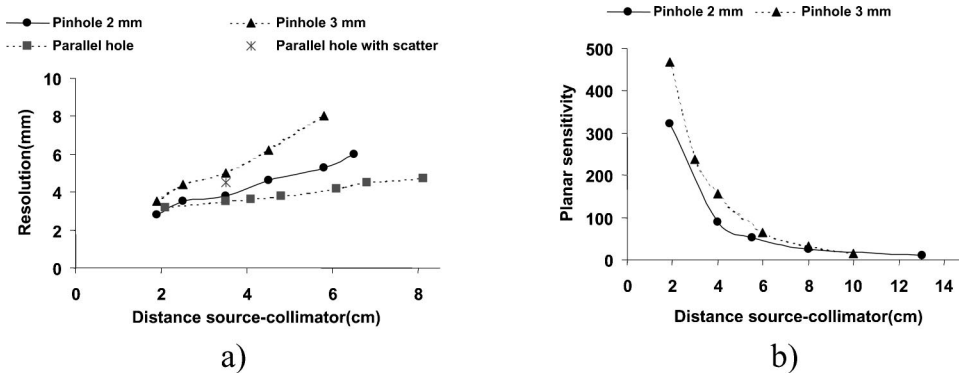 Pinhole 2 mm
Pinhole 3 mm
Parallel hole
Parallel hole with scatter
10
8
6
4
2
0
Resolution(mm)
0 2 4 6 8
Distance source-collimator(cm)
a)
Pinhole 2 mm
Pinhole 3 mm
500
400
300
200
100
0
Planar sensitivity
0 2 4 6 8 10 12 14
Distance source-collimator(cm)
b)